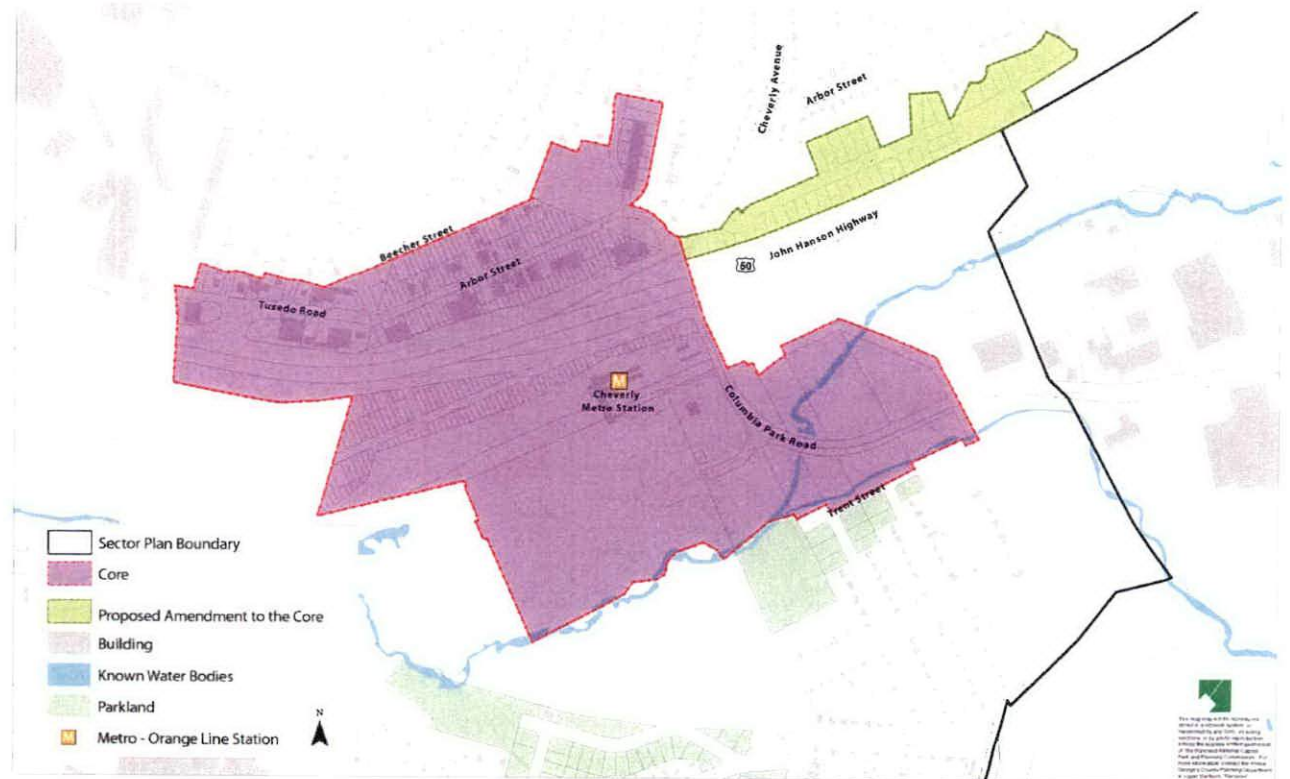 Cheverly Avenue
Arbor Street
Beecher Street
Arbor Street
John Hanson Highway
50
Tuxedo Road
M
Cheverly
Metro Station
Columbia Park Road
Trent Street
Sector Plan Boundary
Core
Proposed Amendment to the Core
Building
Known Water Bodies
Parkland
M Metro - Orange Line Station
N